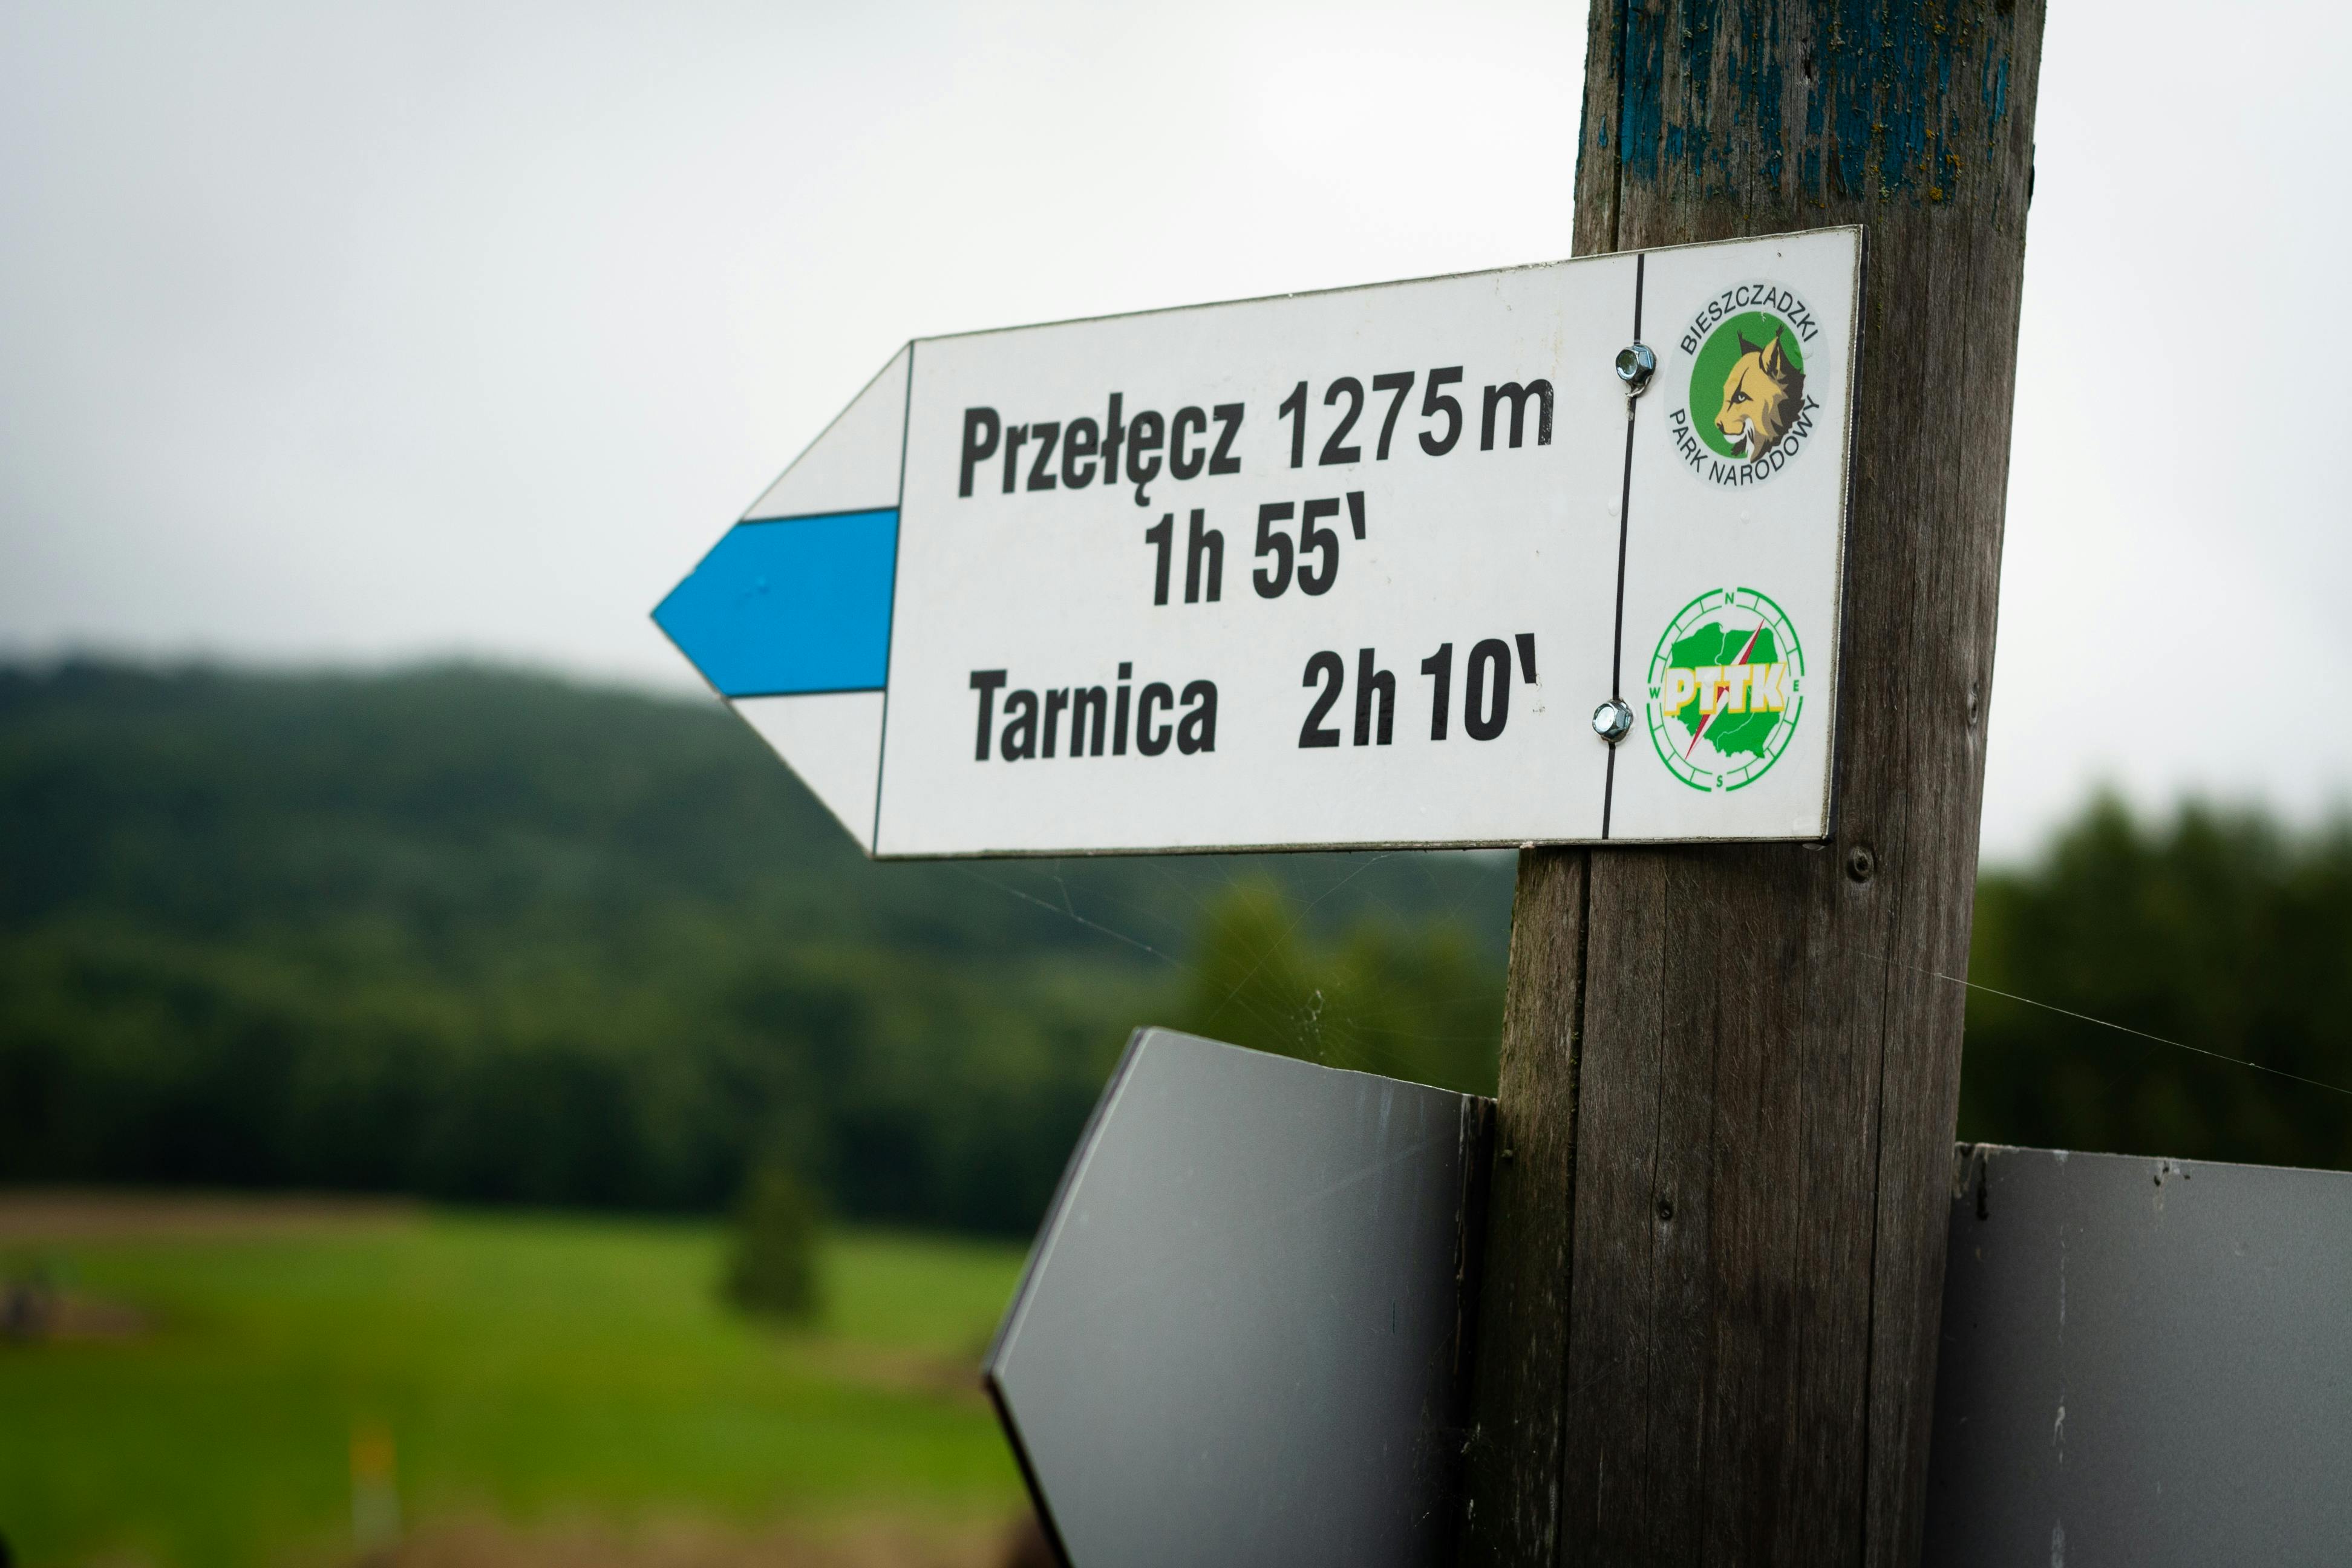 Przełęcz 1275 m
1h 55'
Tarnica 2h 10'
BIESZCZADZKI
PARK NARODOWY
N
W PTTK E
S